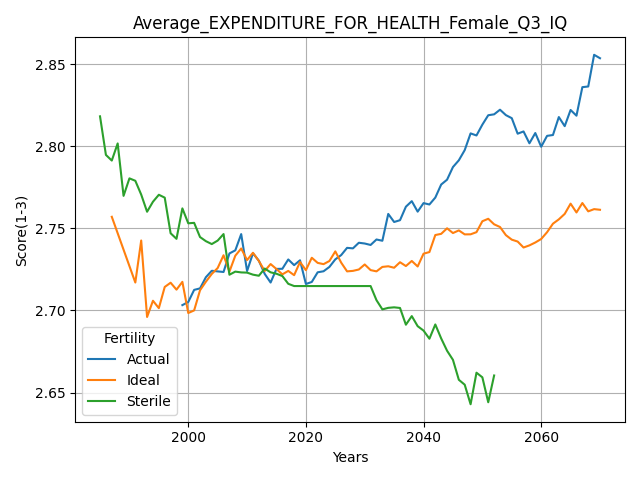 Average_EXPENDITURE_FOR_HEALTH_Female_Q3_IQ
Score(1-3)
2.85
2.80
2.75
2.70
2.65
Fertility
Actual
Ideal
Sterile
2000
2020
2040
2060
Years